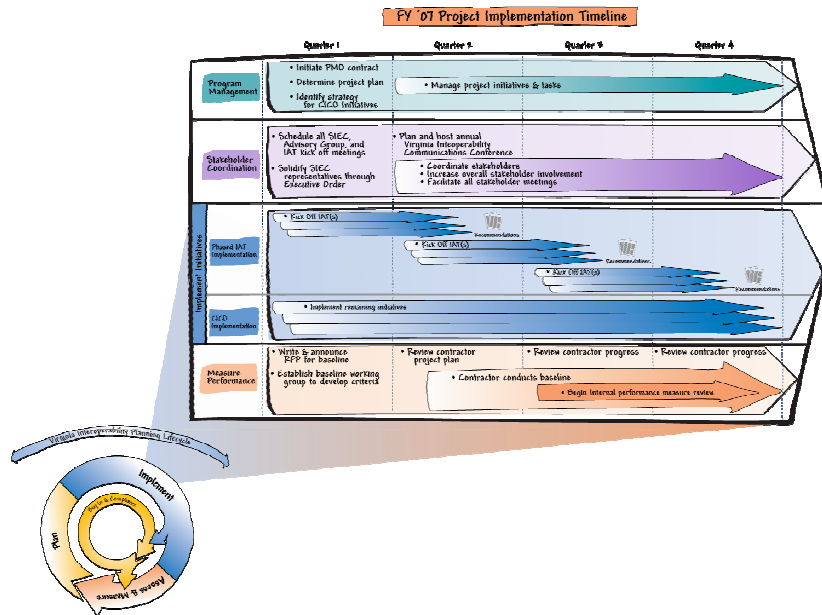 FY '07 Project Implementation Timeline
Quarter 1
Quarter 2
Quarter 3
Quarter 4
Program
Management
• Initiate PMO contract
• Determine project plan
• Identify strategy
for CICO Initiatives
• Manage project initiatives & tasks
Stakeholder
Coordination
• Schedule all SIEC,
Advisory Group, and
IAT kick off meetings
• Solidify SIEC
representatives through
Executive Order
• Plan and host annual
Virginia Interoperability
Communications Conference
• Coordinate stakeholders
• Increase overall stakeholder involvement
• Facilitate all stakeholder meetings
Implement Initiatives
Phased IAT
Implementation
• Kick Off IAT(s)
Recommendations
• Kick Off IAT(s)
Recommendations
• Kick Off IAT(s)
Recommendations
CICO
Implementation
• Implement remaining initiatives
Measure
Performance
• Write & announce
RFP for baseline
• Establish baseline working
group to develop criteria
• Review contractor
project plan
• Review contractor progress
• Review contractor progress
• Contractor conducts baseline
• Begin internal performance measure review
Virginia Interoperability Planning Lifecycle
Implement
Plan
Assess & Measure